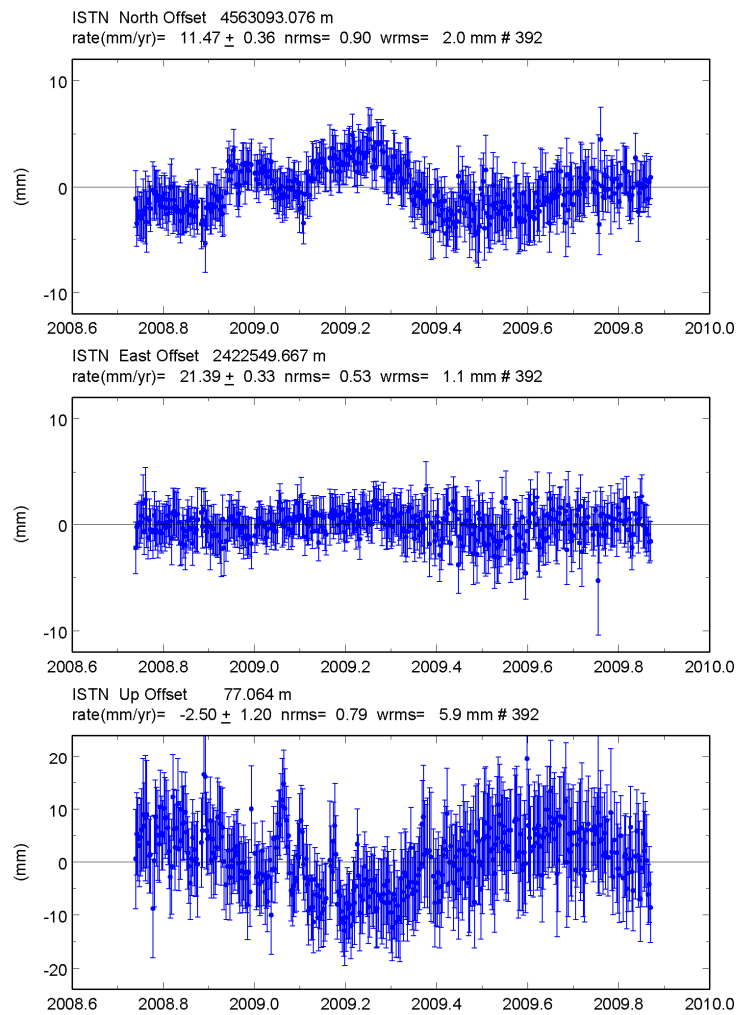 ISTN North Offset 4563093.076 m
rate(mm/yr)= 11.47 ± 0.36 nrms= 0.90 wrms= 2.0 mm # 392
10
0
-10
(mm)
2008.6 2008.8 2009.0 2009.2 2009.4 2009.6 2009.8 2010.0
ISTN East Offset 2422549.667 m
rate(mm/yr)= 21.39 ± 0.33 nrms= 0.53 wrms= 1.1 mm # 392
10
0
-10
(mm)
2008.6 2008.8 2009.0 2009.2 2009.4 2009.6 2009.8 2010.0
ISTN Up Offset 77.064 m
rate(mm/yr)= -2.50 ± 1.20 nrms= 0.79 wrms= 5.9 mm # 392
20
10
0
-10
-20
(mm)
2008.6 2008.8 2009.0 2009.2 2009.4 2009.6 2009.8 2010.0